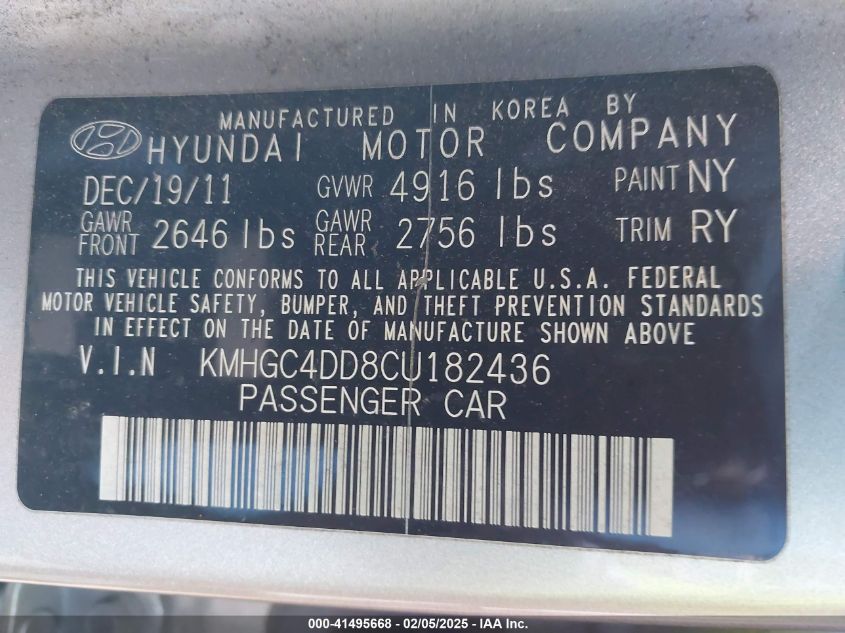 MANUFACTURED IN KOREA BY
HYUNDAI MOTOR COMPANY
DEC/19/11 GVWR 4916 lbs PAINT NY
GAWR FRONT 2646 lbs GAWR REAR 2756 lbs TRIM RY
THIS VEHICLE CONFORMS TO ALL APPLICABLE U.S.A. FEDERAL
MOTOR VEHICLE SAFETY, BUMPER, AND THEFT PREVENTION STANDARDS
IN EFFECT ON THE DATE OF MANUFACTURE SHOWN ABOVE
V.I.N KMHGC4DD8CU182436
PASSENGER CAR
000-41495668 - 02/05/2025 - IAAI.COM